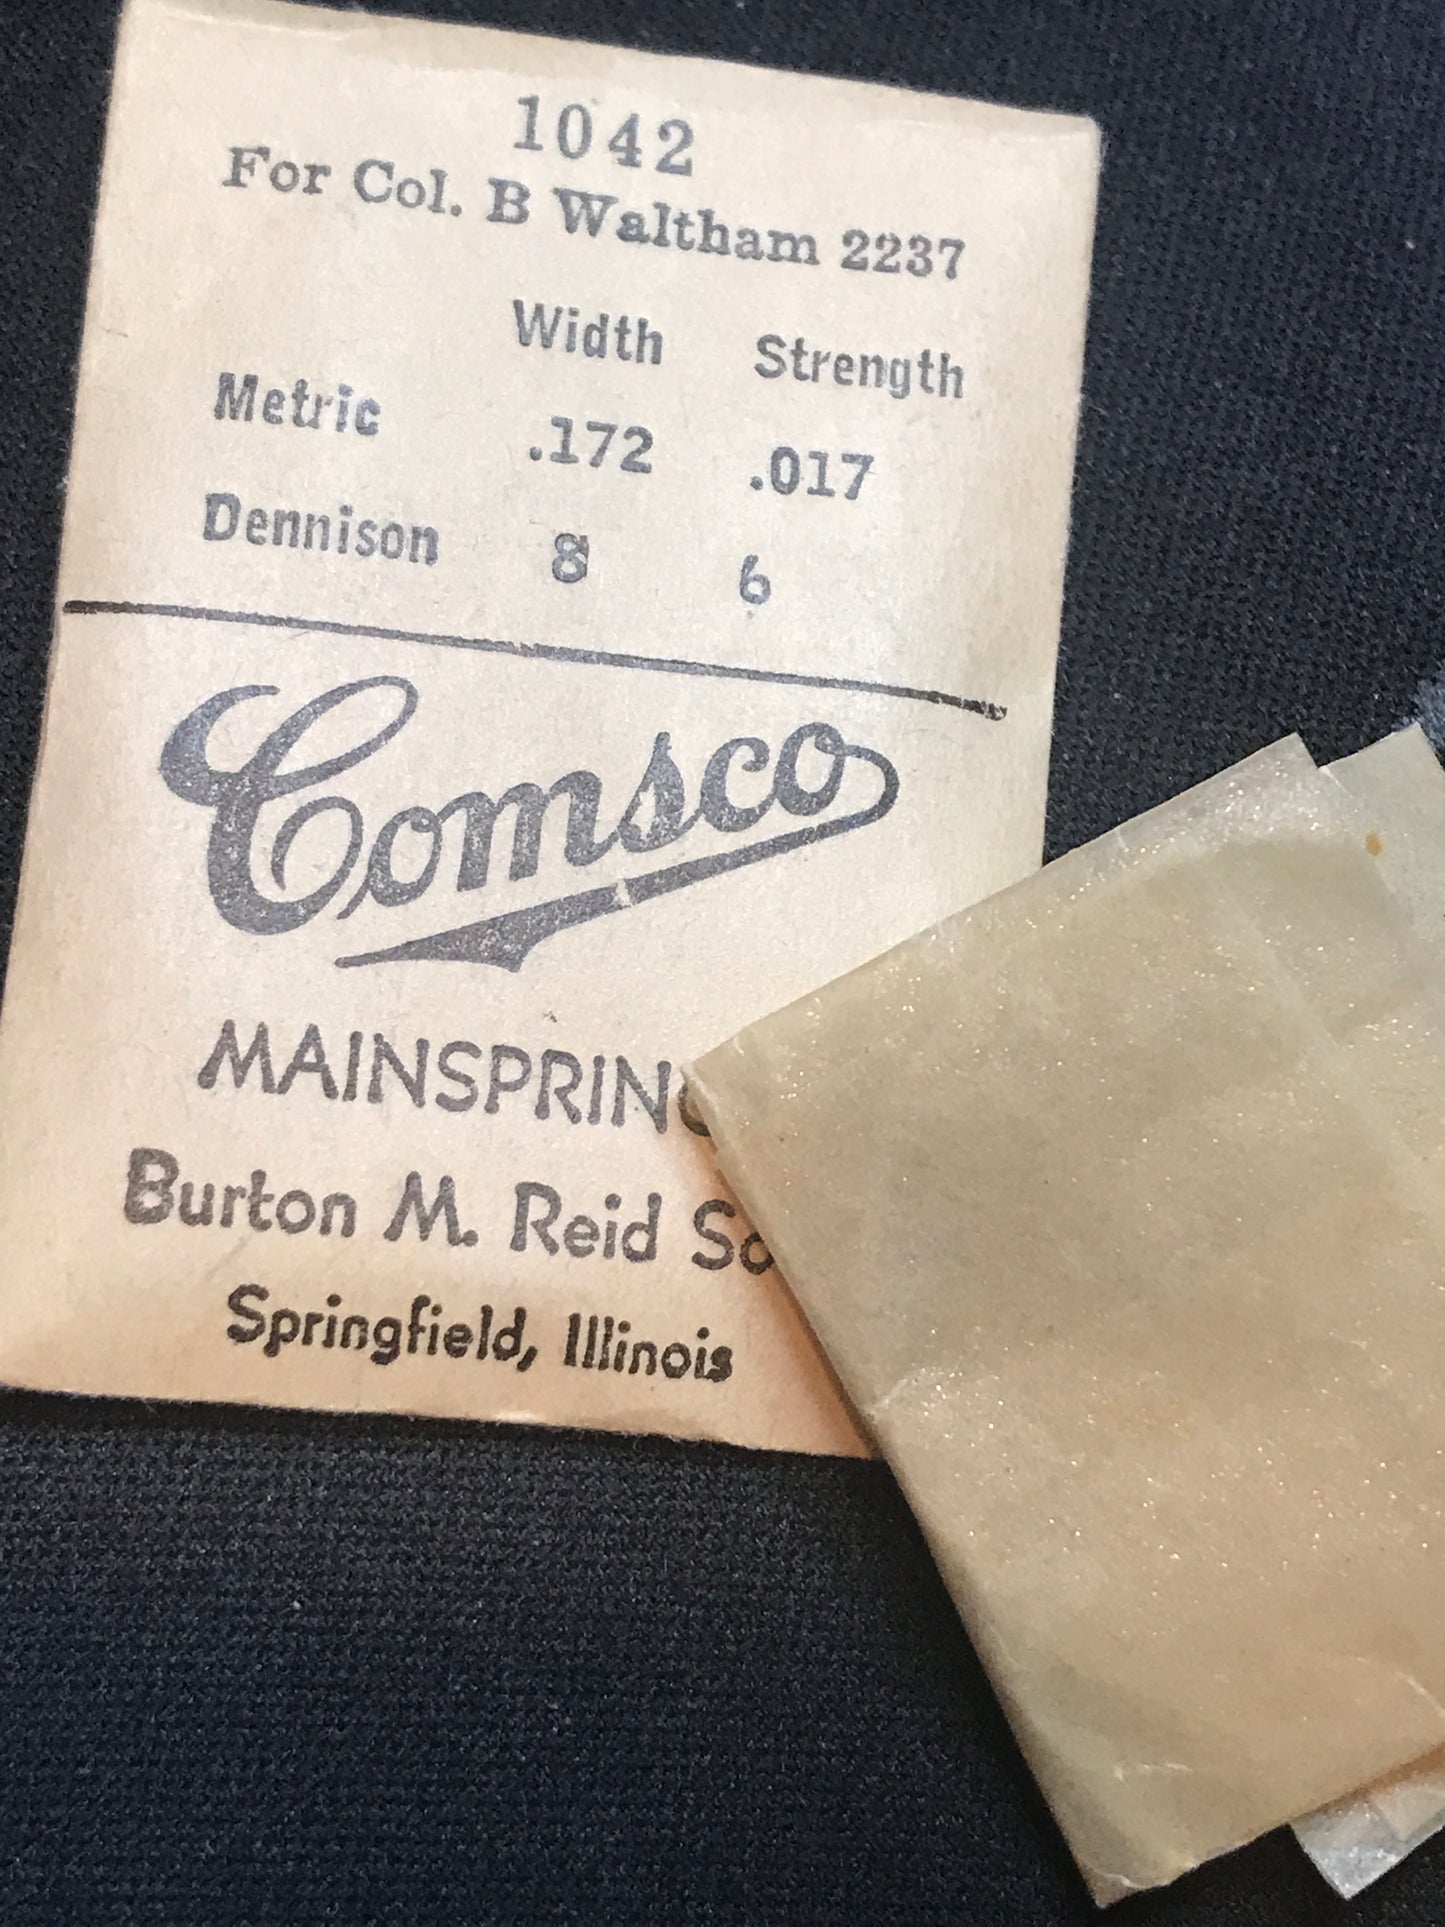 1042
For Col. B Waltham 2237
Width Strength
Metric .172 .017
Dennison 8 6
Comsco
MAINSPRING
Burton M. Reid So
Springfield, Illinois